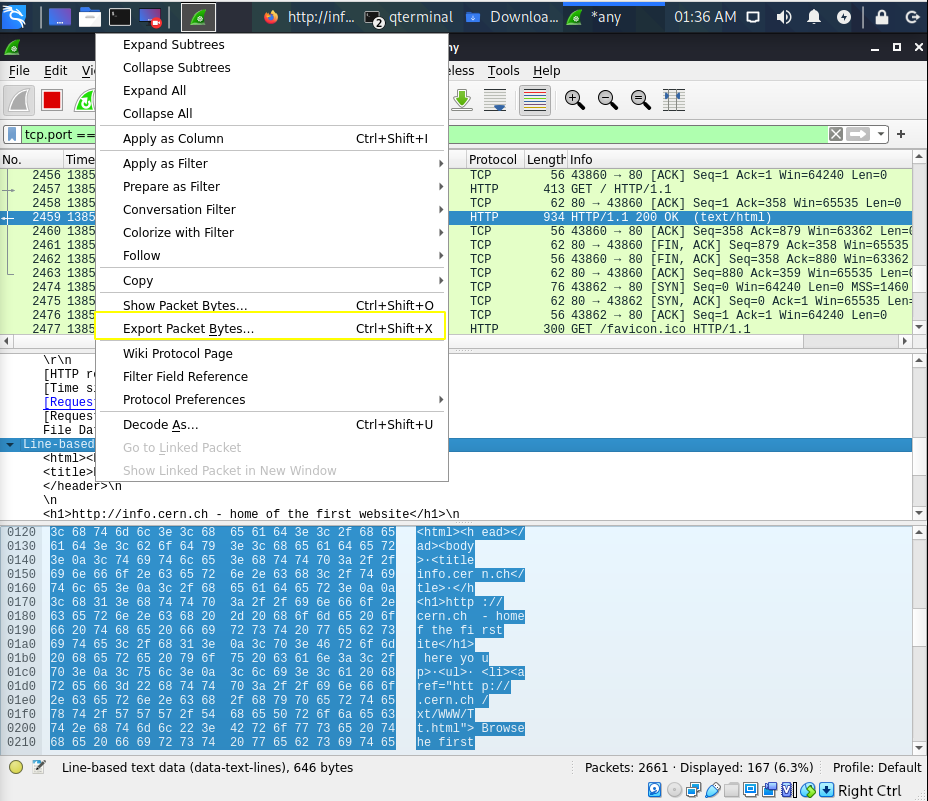 http://inf... 2 qterminal Downloa... *any 01:36 AM
ny
File Edit Vi eless Tools Help
tcp.port ==
No. Time Protocol Length Info
2456 1385 TCP 56 43860 → 80 [ACK] Seq=1 Ack=1 Win=64240 Len=0
2457 1385 HTTP 413 GET / HTTP/1.1
2458 1385 TCP 62 80 → 43860 [ACK] Seq=1 Ack=358 Win=65535 Len=0
2459 1385 HTTP 934 HTTP/1.1 200 OK (text/html)
2460 1385 TCP 56 43860 → 80 [ACK] Seq=358 Ack=879 Win=63362 Len=
2461 1385 TCP 62 80 → 43860 [FIN, ACK] Seq=879 Ack=358 Win=65535
2462 1385 TCP 56 43860 → 80 [FIN, ACK] Seq=358 Ack=880 Win=63362
2463 1385 TCP 62 80 → 43860 [ACK] Seq=880 Ack=359 Win=65535 Len=
2474 1385 TCP 76 43862 → 80 [SYN] Seq=0 Win=64240 Len=0 MSS=1460
2475 1385 TCP 62 80 → 43862 [SYN, ACK] Seq=0 Ack=1 Win=65535 Len
2476 1385 TCP 56 43862 → 80 [ACK] Seq=1 Ack=1 Win=64240 Len=0
2477 1385 HTTP 300 GET /favicon.ico HTTP/1.1
Expand Subtrees
Collapse Subtrees
Expand All
Collapse All
Apply as Column Ctrl+Shift+I
Apply as Filter
Prepare as Filter
Conversation Filter
Colorize with Filter
Follow
Copy
Show Packet Bytes... Ctrl+Shift+O
Export Packet Bytes... Ctrl+Shift+X
Wiki Protocol Page
Filter Field Reference
Protocol Preferences
Decode As... Ctrl+Shift+U
Go to Linked Packet
Show Linked Packet in New Window
\r\n
[HTTP re
[Time si
[Reques
[Reques
File Da
Line-based
<html><h
<title>h
</header>\n
\n
<h1>http://info.cern.ch - home of the first website</h1>\n
0120 3c 68 74 6d 6c 3e 3c 68 65 61 64 3e 3c 2f 68 65 <html><h ead></
0130 61 64 3e 3c 62 6f 64 79 3e 3c 68 65 61 64 65 72 ad><body
0140 3e 0a 3c 74 69 74 6c 65 3e 68 74 74 70 3a 2f 2f >·<title
0150 69 6e 66 6f 2e 63 65 72 6e 2e 63 68 3c 2f 74 69 info.cer n.ch</
0160 74 6c 65 3e 0a 3c 2f 68 65 61 64 65 72 3e 0a 0a tle>·</h
0170 3c 68 31 3e 68 74 74 70 3a 2f 2f 69 6e 66 6f 2e <h1>http ://
0180 63 65 72 6e 2e 63 68 20 2d 20 68 6f 6d 65 20 6f cern.ch - home
0190 66 20 74 68 65 20 66 69 72 73 74 20 77 65 62 73 f the fi rst
01a0 69 74 65 3c 2f 68 31 3e 0a 3c 70 3e 46 72 6f 6d ite</h1>
01b0 20 68 65 72 65 20 79 6f 75 20 63 61 6e 3a 3c 2f here yo u
01c0 70 3e 0a 3c 75 6c 3e 0a 3c 6c 69 3e 3c 61 20 68 p>·<ul>· <li><a
01d0 72 65 66 3d 22 68 74 74 70 3a 2f 2f 69 6e 66 6f ref="htt p://
01e0 2e 63 65 72 6e 2e 63 68 2f 68 79 70 65 72 74 65 .cern.ch /
01f0 78 74 2f 57 57 57 2f 54 68 65 50 72 6f 6a 65 63 xt/WWW/T
0200 74 2e 68 74 6d 6c 22 3e 42 72 6f 77 73 65 20 74 t.html"> Browse
0210 68 65 20 66 69 72 73 74 20 77 65 62 73 69 74 65 he first
Line-based text data (data-text-lines), 646 bytes Packets: 2661 · Displayed: 167 (6.3%) Profile: Default
Right Ctrl